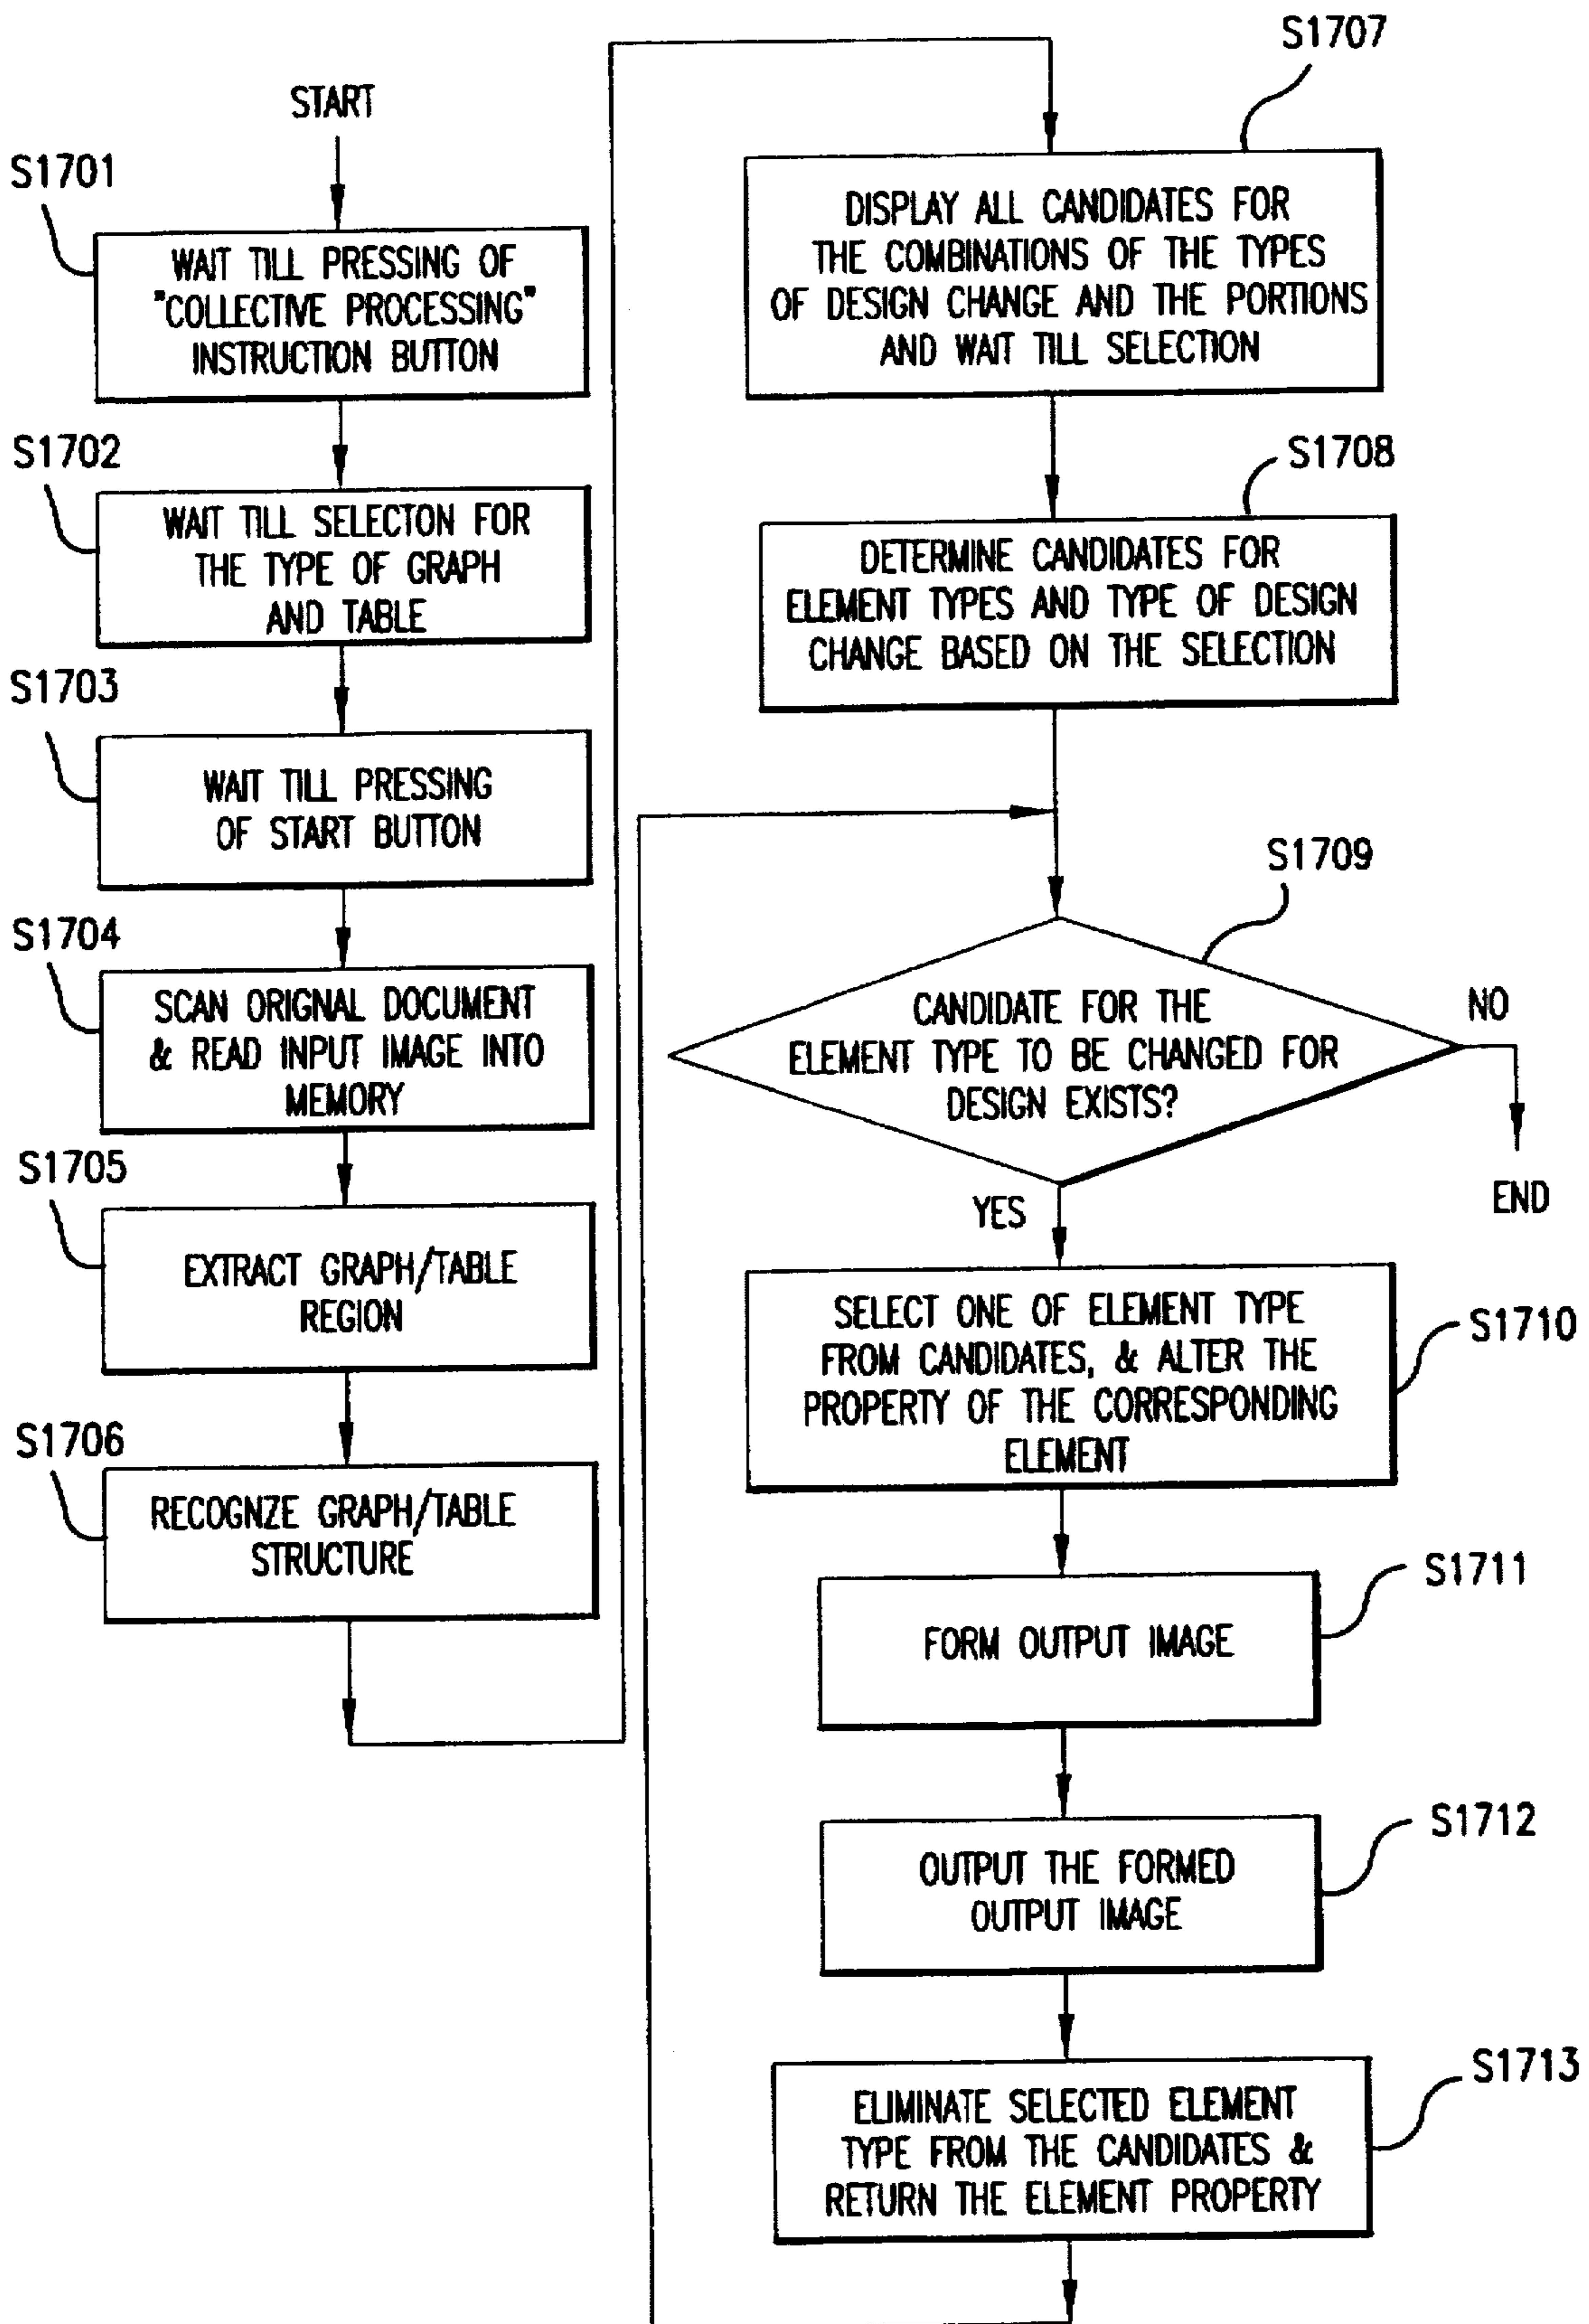 START
S1701
WAIT TILL PRESSING OF
"COLLECTIVE PROCESSING"
INSTRUCTION BUTTON
S1702
WAIT TILL SELECTON FOR
THE TYPE OF GRAPH
AND TABLE
S1703
WAIT TILL PRESSING
OF START BUTTON
S1704
SCAN ORIGNAL DOCUMENT
& READ INPUT IMAGE INTO
MEMORY
S1705
EXTRACT GRAPH/TABLE
REGION
S1706
RECOGNZE GRAPH/TABLE
STRUCTURE
S1707
DISPLAY ALL CANDIDATES FOR
THE COMBINATIONS OF THE TYPES
OF DESIGN CHANGE AND THE PORTIONS
AND WAIT TILL SELECTION
S1708
DETERMINE CANDIDATES FOR
ELEMENT TYPES AND TYPE OF DESIGN
CHANGE BASED ON THE SELECTION
S1709
CANDIDATE FOR THE
ELEMENT TYPE TO BE CHANGED FOR
DESIGN EXISTS?
NO
END
YES
S1710
SELECT ONE OF ELEMENT TYPE
FROM CANDIDATES, & ALTER THE
PROPERTY OF THE CORRESPONDING
ELEMENT
S1711
FORM OUTPUT IMAGE
S1712
OUTPUT THE FORMED
OUTPUT IMAGE
S1713
ELIMINATE SELECTED ELEMENT
TYPE FROM THE CANDIDATES &
RETURN THE ELEMENT PROPERTY